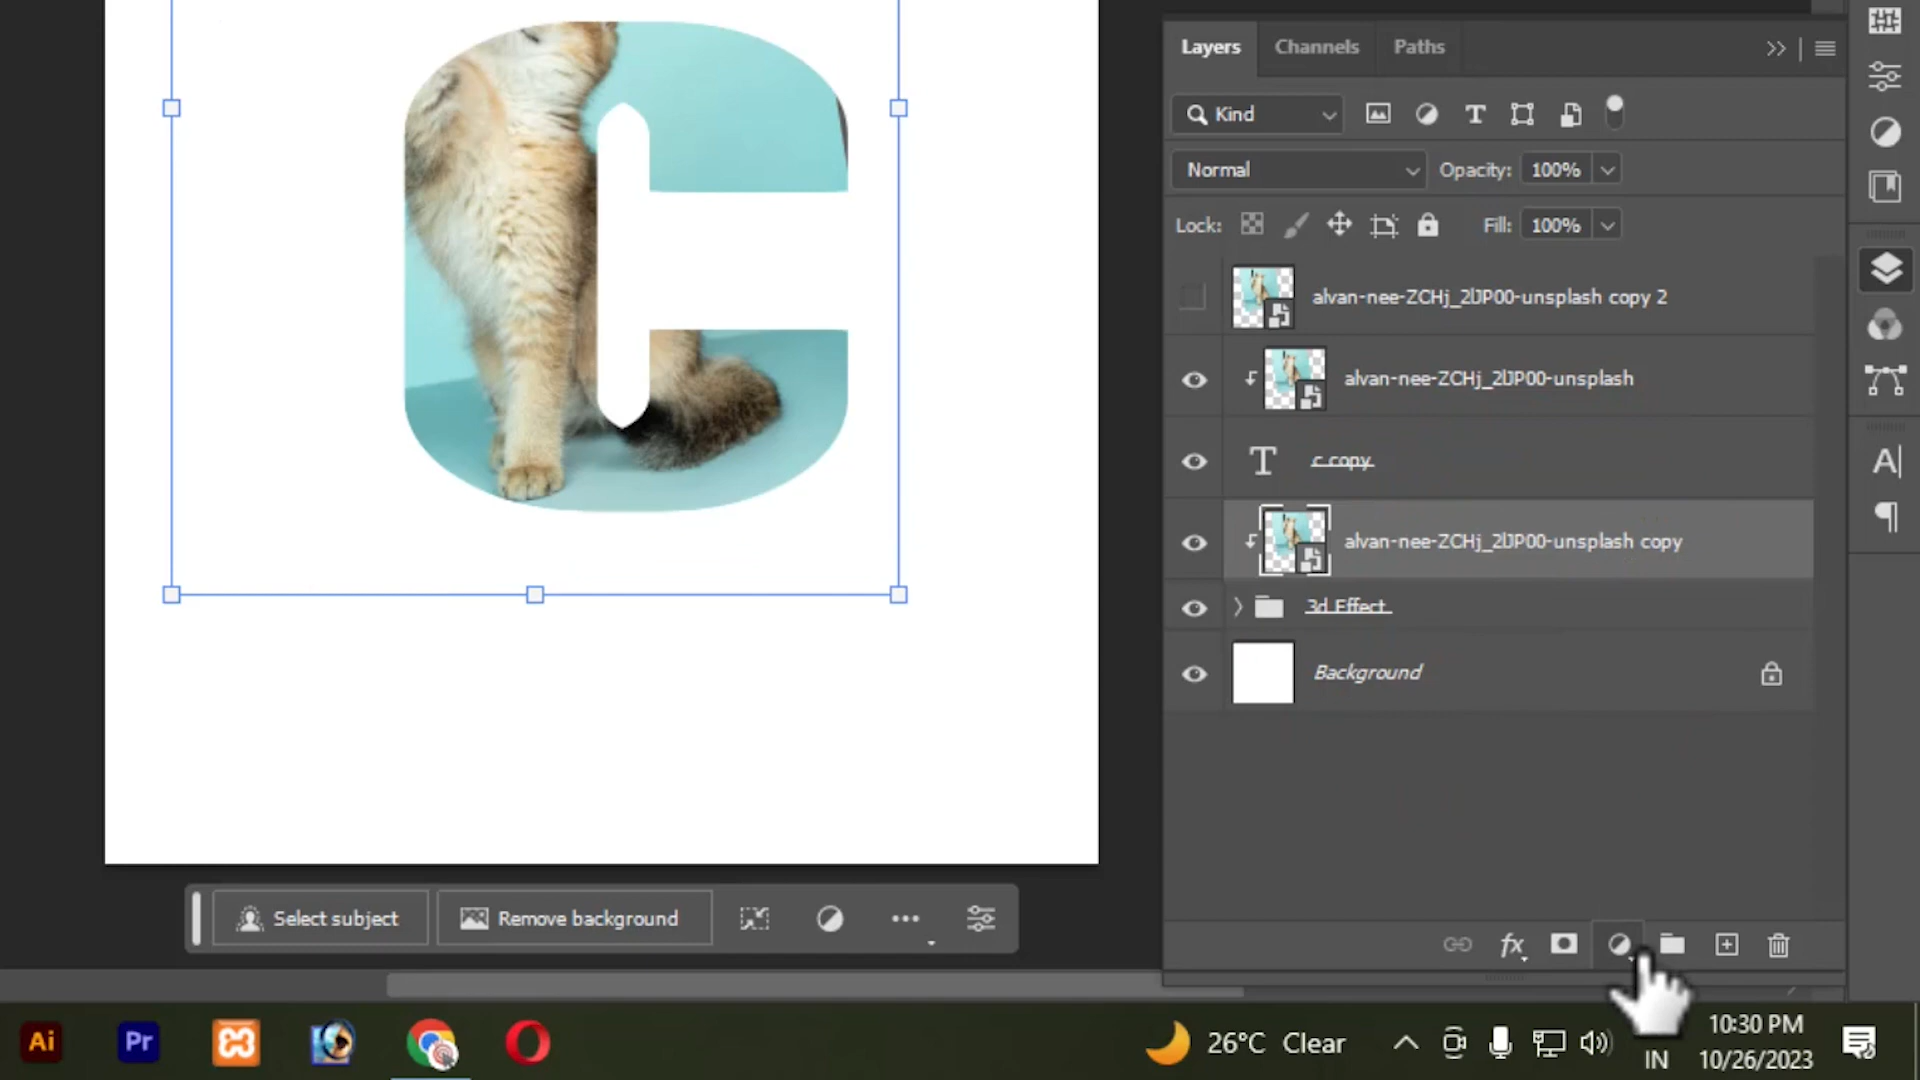 Layers Channels Paths
Kind
Normal Opacity: 100%
Lock: Fill: 100%
alvan-nee-ZCHj_2lJP00-unsplash copy 2
alvan-nee-ZCHj_2lJP00-unsplash
c copy
alvan-nee-ZCHj_2lJP00-unsplash copy
3d Effect
Background
Select subject Remove background
fx
Ai Pr 26°C Clear 10:30 PM
IN 10/26/2023